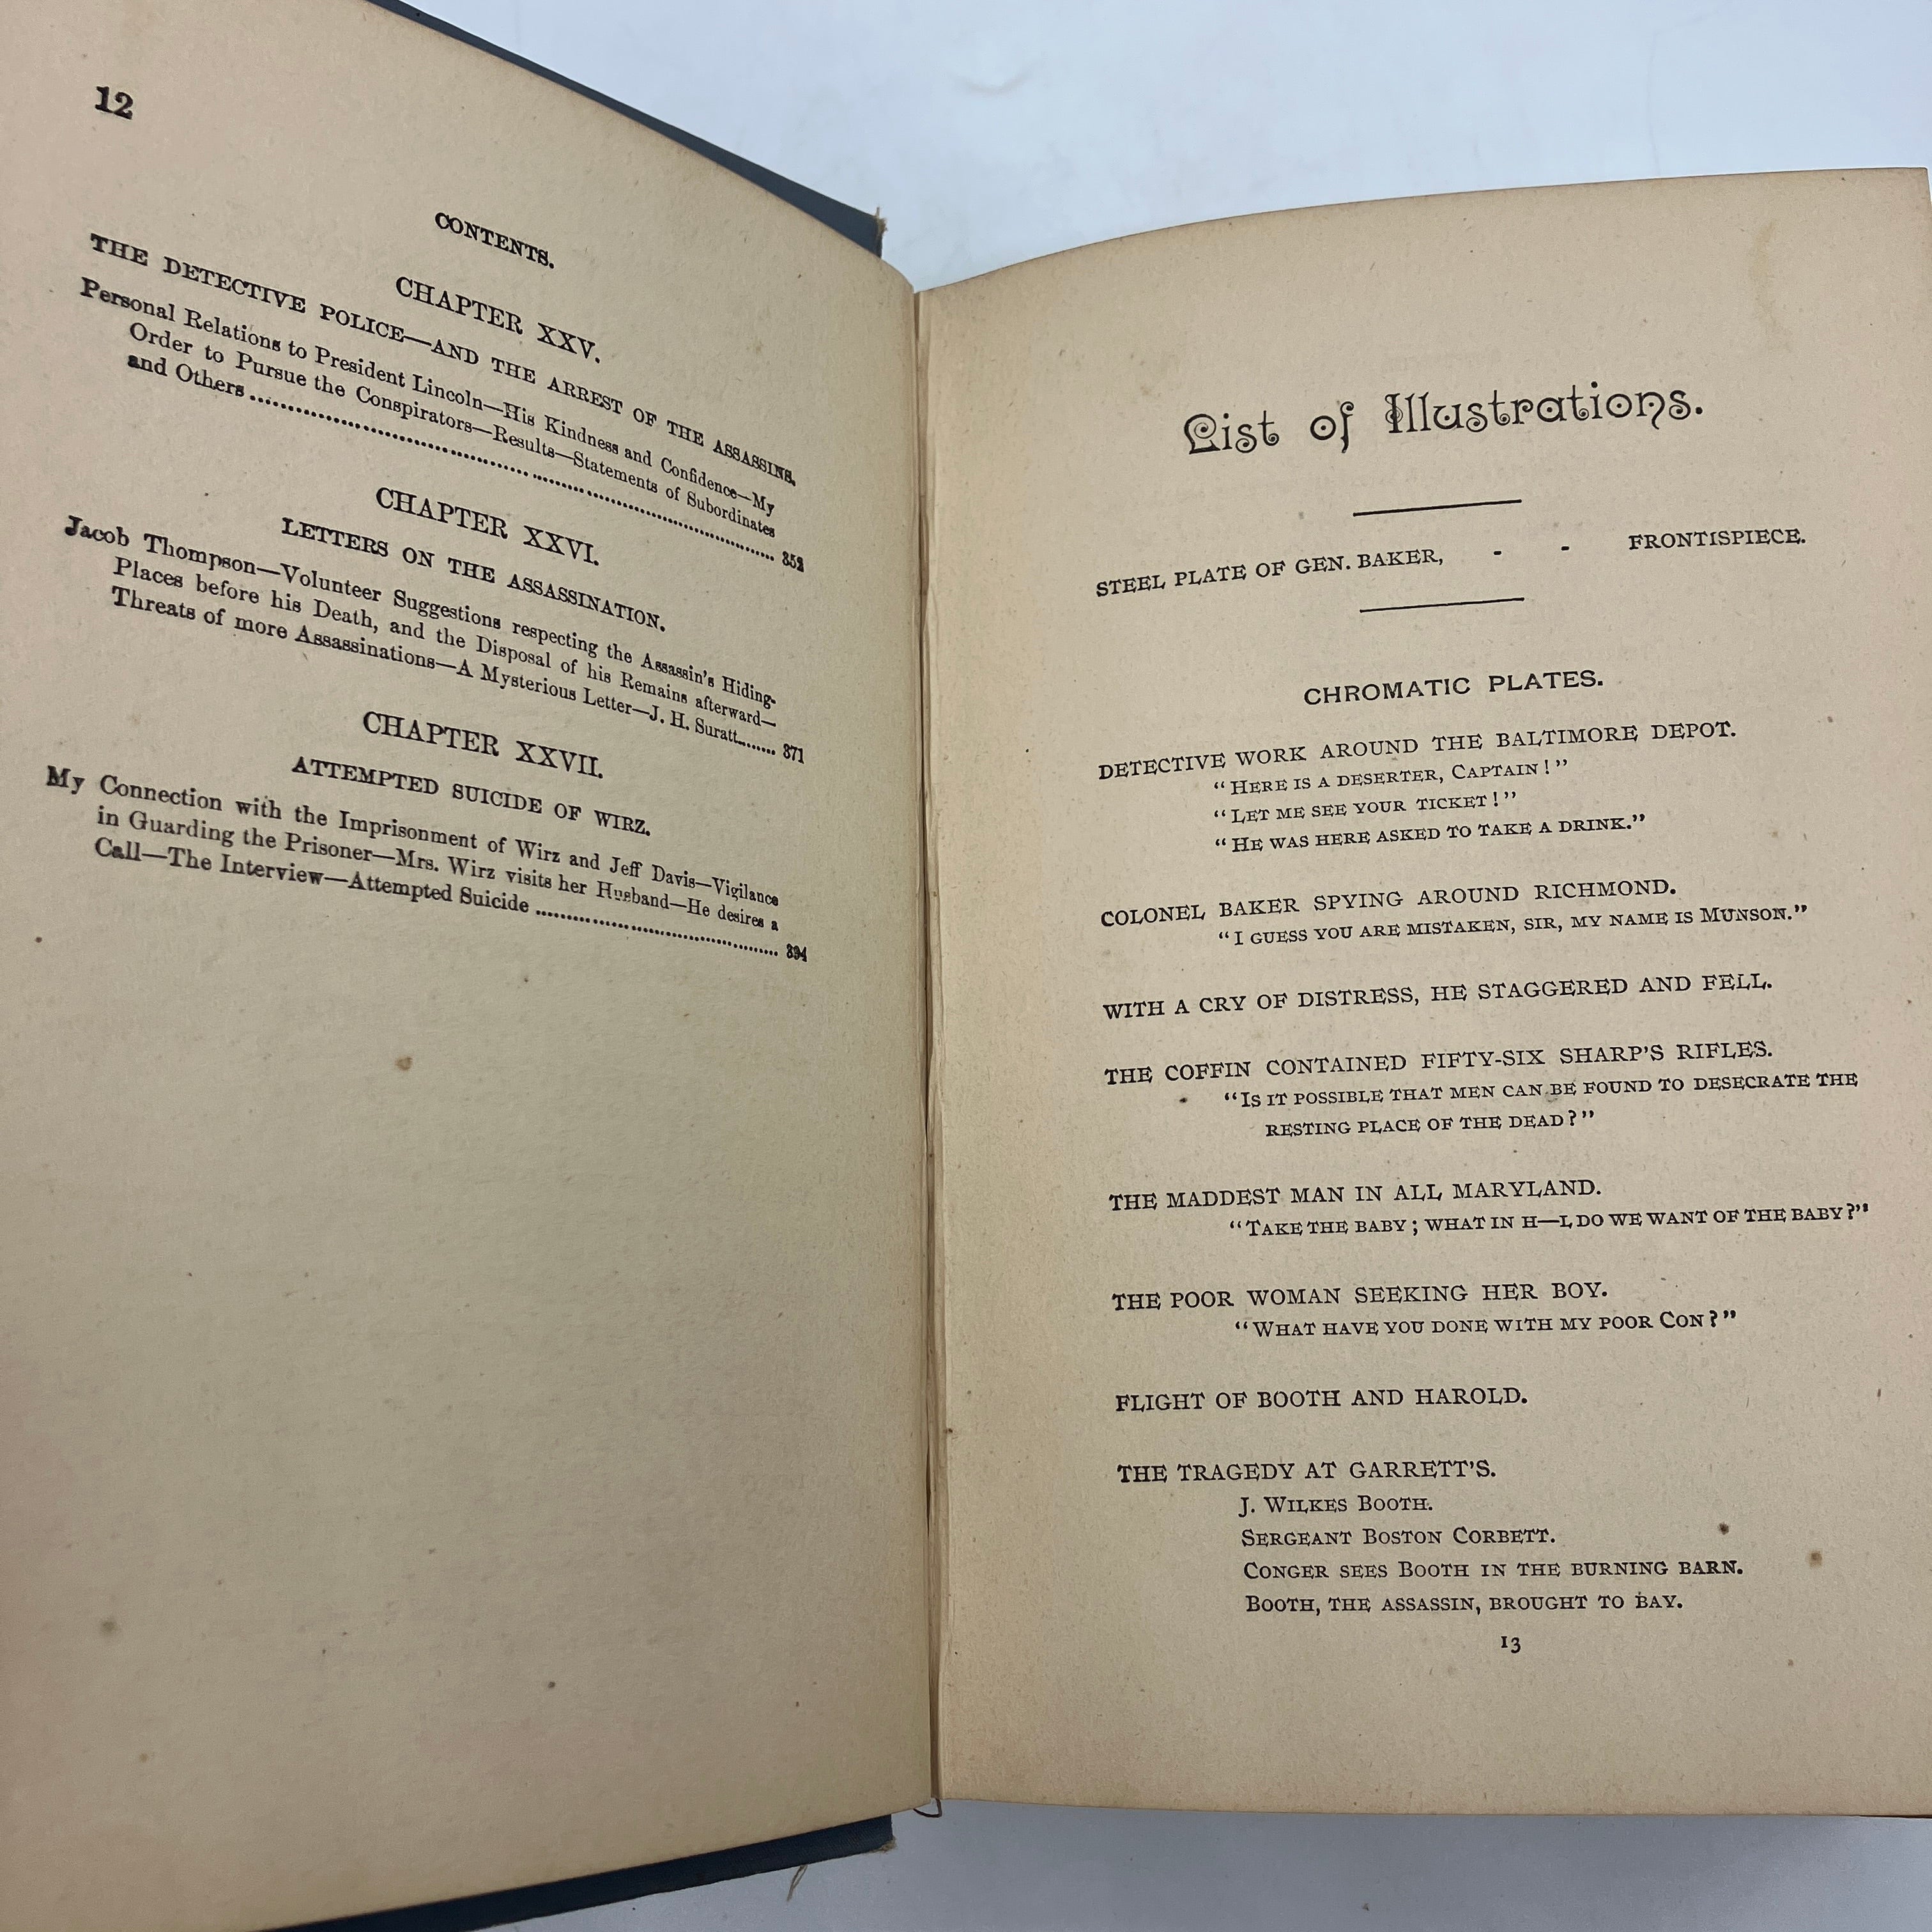 12
CONTENTS.
CHAPTER XXV.
THE DETECTIVE POLICE—AND THE ARREST OF THE ASSASSINS.
Personal Relations to President Lincoln—His Kindness and Confidence—My
Order to Pursue the Conspirators—Results—Statements of Subordinates
and Others ........................................ 352
CHAPTER XXVI.
LETTERS ON THE ASSASSINATION.
Jacob Thompson—Volunteer Suggestions respecting the Assassin's Hiding-
Places before his Death, and the Disposal of his Remains afterward—
Threats of more Assassinations—A Mysterious Letter—J. H. Suratt........ 371
CHAPTER XXVII.
ATTEMPTED SUICIDE OF WIRZ.
My Connection with the Imprisonment of Wirz and Jeff Davis—Vigilance
in Guarding the Prisoner—Mrs. Wirz visits her Husband—He desires a
Call—The Interview—Attempted Suicide ........................................ 394
List of Illustrations.
STEEL PLATE OF GEN. BAKER, - - FRONTISPIECE.
CHROMATIC PLATES.
DETECTIVE WORK AROUND THE BALTIMORE DEPOT.
"HERE IS A DESERTER, CAPTAIN!"
"LET ME SEE YOUR TICKET!"
"HE WAS HERE ASKED TO TAKE A DRINK."
COLONEL BAKER SPYING AROUND RICHMOND.
"I GUESS YOU ARE MISTAKEN, SIR, MY NAME IS MUNSON."
WITH A CRY OF DISTRESS, HE STAGGERED AND FELL.
THE COFFIN CONTAINED FIFTY-SIX SHARP'S RIFLES.
"IS IT POSSIBLE THAT MEN CAN BE FOUND TO DESECRATE THE
RESTING PLACE OF THE DEAD?"
THE MADDEST MAN IN ALL MARYLAND.
"TAKE THE BABY; WHAT IN H—L DO WE WANT OF THE BABY?"
THE POOR WOMAN SEEKING HER BOY.
"WHAT HAVE YOU DONE WITH MY POOR CON?"
FLIGHT OF BOOTH AND HAROLD.
THE TRAGEDY AT GARRETT'S.
J. WILKES BOOTH.
SERGEANT BOSTON CORBETT.
CONGER SEES BOOTH IN THE BURNING BARN.
BOOTH, THE ASSASSIN, BROUGHT TO BAY.
13